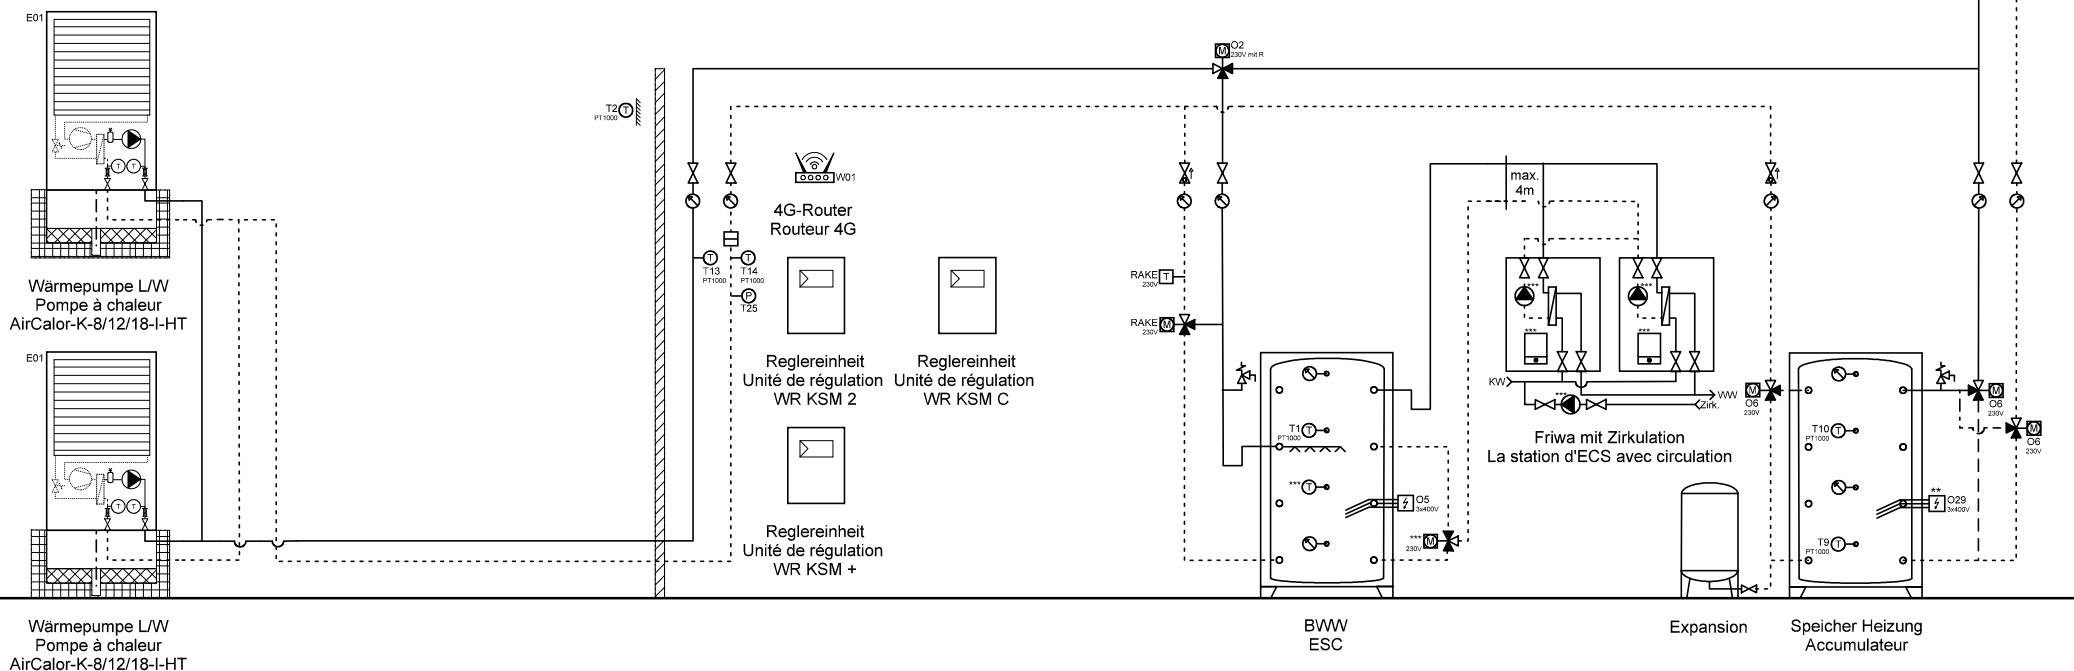 E01
Wärmepumpe L/W
Pompe à chaleur
AirCalor-K-8/12/18-I-HT
E01
T
T
Wärmepumpe L/W
Pompe à chaleur
AirCalor-K-8/12/18-I-HT
T
T
T2
T
PT1000
T
T13
PT1000
T
T14
PT1000
P
T25
W01
4G-Router
Routeur 4G
Reglereinheit
Unité de régulation
WR KSM 2
Reglereinheit
Unité de régulation
WR KSM C
Reglereinheit
Unité de régulation
WR KSM +
M
O2
230V mit R
RAKE T
230V
RAKE M
230V
T1 T
PT1000
*** T
O5
3x400V
*** M
230V
BWW
ESC
max.
4m
***
***
***
***
KW
WW
***
Zirk.
Friwa mit Zirkulation
La station d'ECS avec circulation
Expansion
M
O6
230V
M
O6
230V
M
O6
230V
T10 T
PT1000
**
O29
3x400V
T9 T
PT1000
Speicher Heizung
Accumulateur